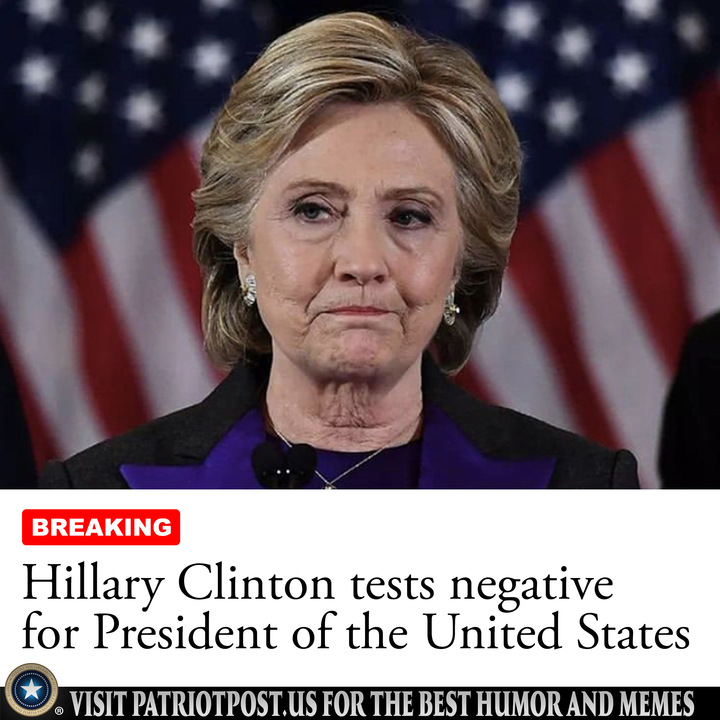 BREAKING
Hillary Clinton tests negative
for President of the United States
® VISIT PATRIOTPOST.US FOR THE BEST HUMOR AND MEMES